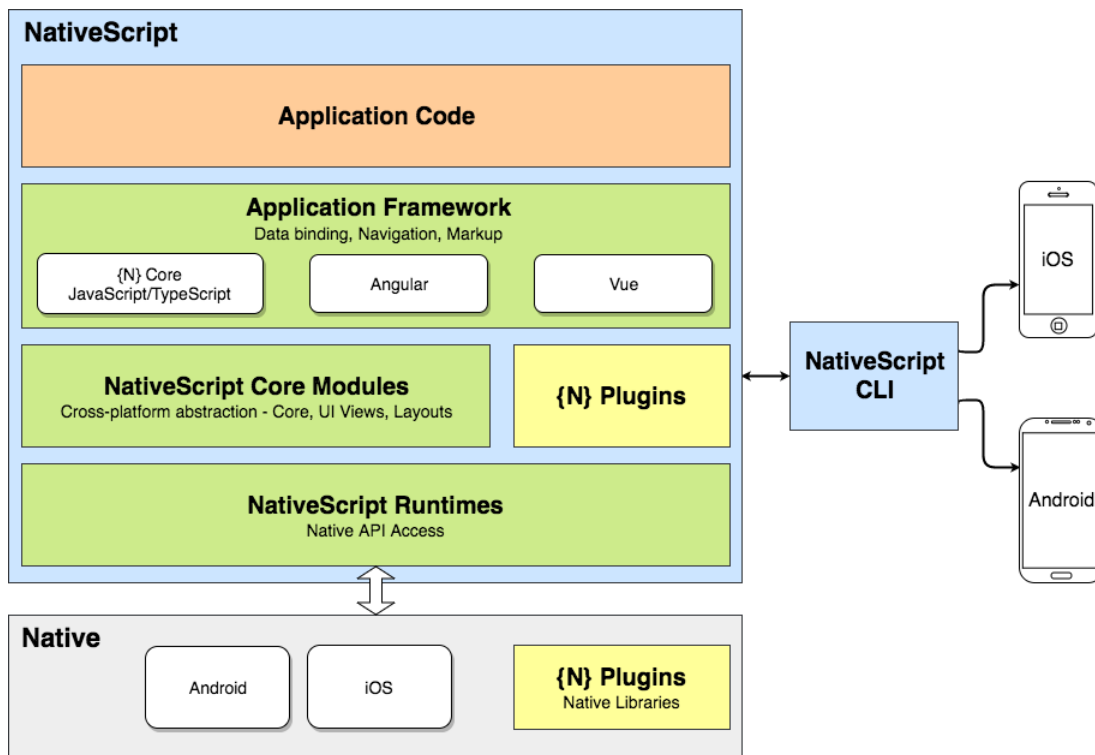 NativeScript
Application Code
Application Framework
Data binding, Navigation, Markup
{N} Core
JavaScript/TypeScript
Angular
Vue
NativeScript Core Modules
Cross-platform abstraction - Core, UI Views, Layouts
{N} Plugins
NativeScript Runtimes
Native API Access
NativeScript
CLI
iOS
Android
Native
Android
iOS
{N} Plugins
Native Libraries